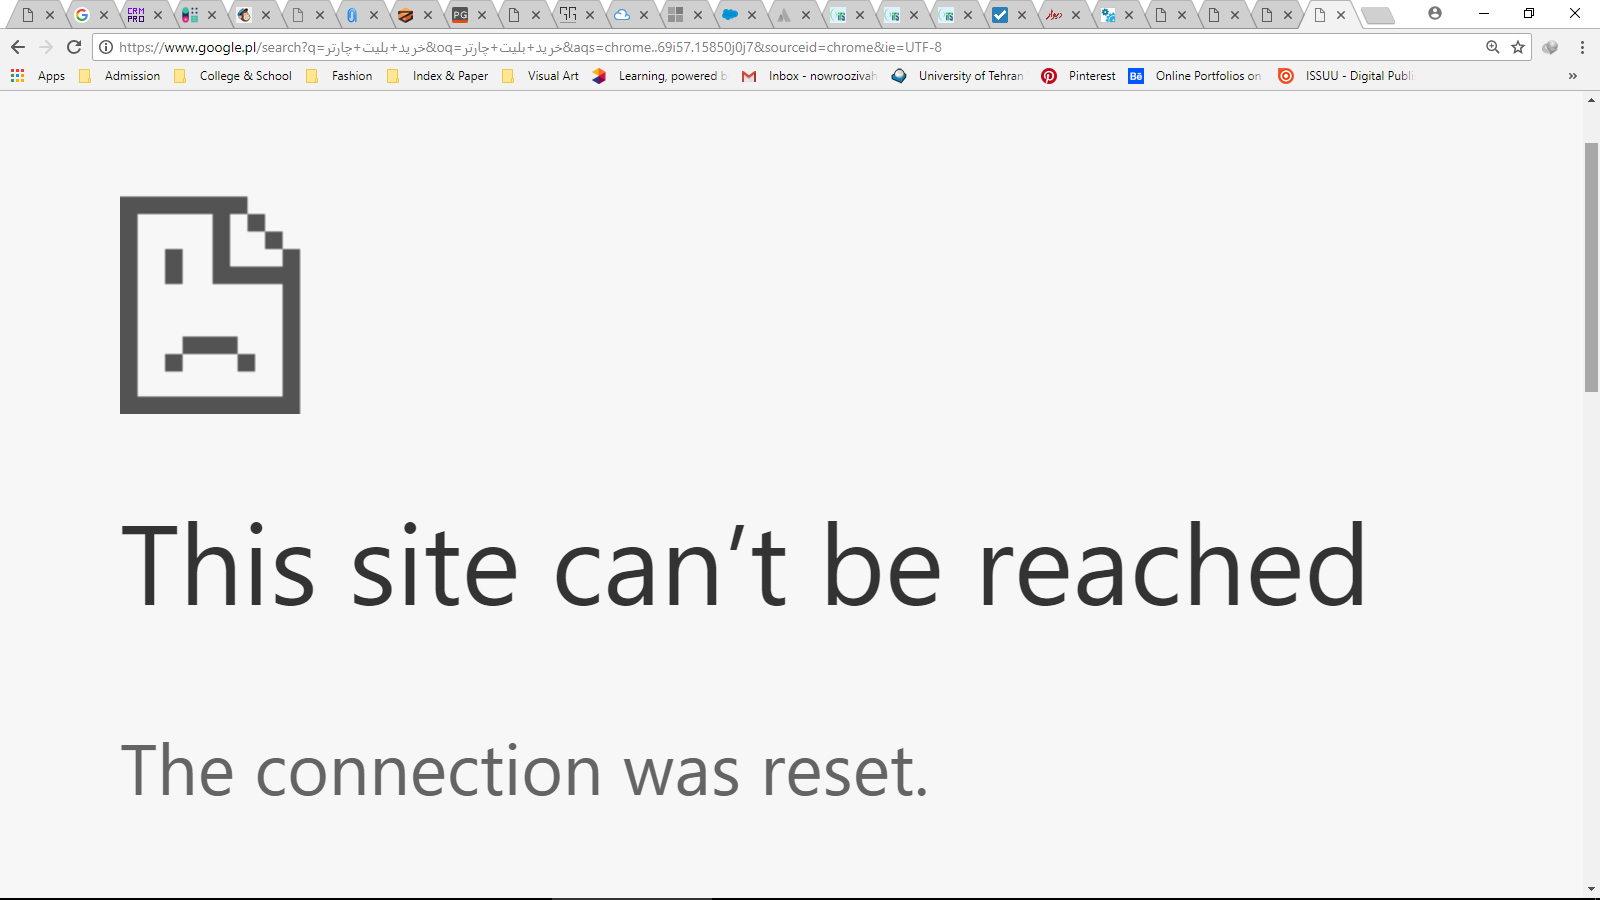 CRM
PRO
PG
https://www.google.pl/search?q=خرید+بلیت+چارتر&oq=خرید+بلیت+چارتر&aqs=chrome..69i57.15850j0j7&sourceid=chrome&ie=UTF-8
Apps Admission College & School Fashion Index & Paper Visual Art Learning, powered b Inbox - nowroozivah University of Tehran Pinterest Bē Online Portfolios on ISSUU - Digital Publi
This site can’t be reached
The connection was reset.